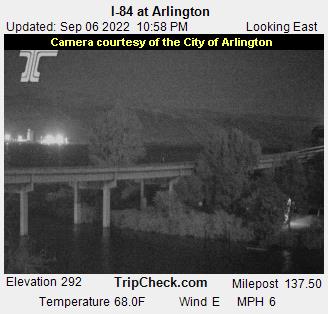 I-84 at Arlington
Updated: Sep 06 2022 10:58 PM Looking East
Camera courtesy of the City of Arlington
Elevation 292 TripCheck.com Milepost 137.50
Temperature 68.0F Wind E MPH 6